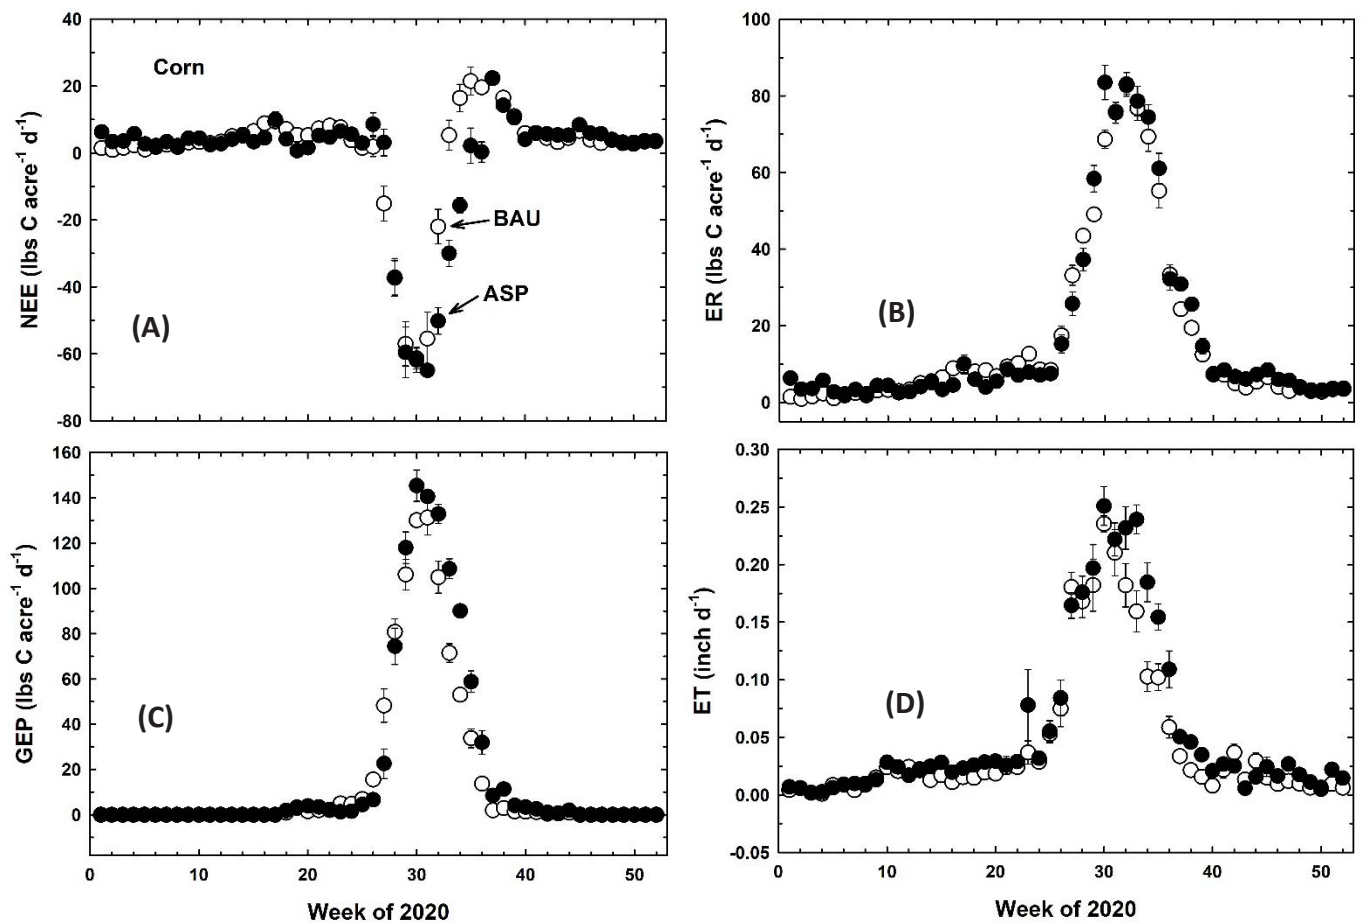 40
20
0
-20
-40
-60
-80
NEE (lbs C acre⁻¹ d⁻¹)
Corn
BAU
ASP
(A)
100
80
60
40
20
0
ER (lbs C acre⁻¹ d⁻¹)
(B)
160
140
120
100
80
60
40
20
0
GEP (lbs C acre⁻¹ d⁻¹)
(C)
0 10 20 30 40 50
Week of 2020
0.30
0.25
0.20
0.15
0.10
0.05
0.00
-0.05
ET (inch d⁻¹)
(D)
0 10 20 30 40 50
Week of 2020